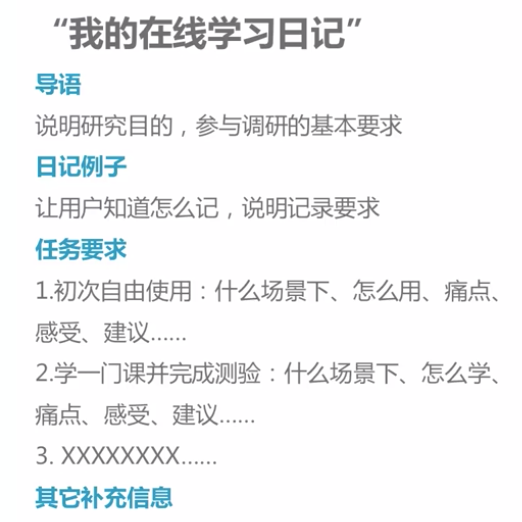 “我的在线学习日记”
导语
说明研究目的，参与调研的基本要求
日记例子
让用户知道怎么记，说明记录要求
任务要求
1.初次自由使用：什么场景下、怎么用、痛点、
感受、建议......
2.学一门课并完成测验：什么场景下、怎么学、
痛点、感受、建议......
3. XXXXXXXX......
其它补充信息